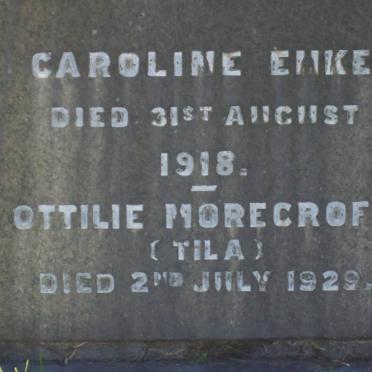 CAROLINE ENKE
DIED 31ST AUGUST
1918.
OTTILIE MORECROF
(TILA)
DIED 2ND JULY 1929.